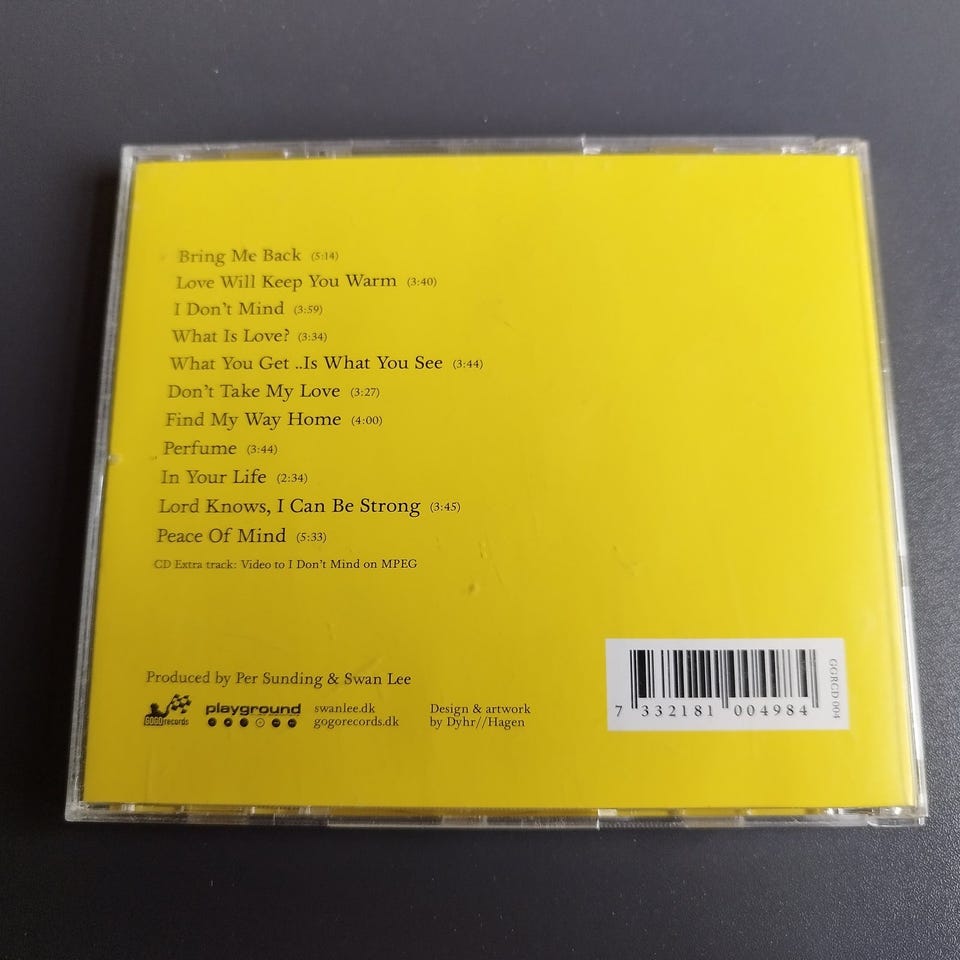 Bring Me Back (5:14)
Love Will Keep You Warm (3:40)
I Don't Mind (3:59)
What Is Love? (3:34)
What You Get ..Is What You See (3:44)
Don't Take My Love (3:27)
Find My Way Home (4:00)
Perfume (3:44)
In Your Life (2:34)
Lord Knows, I Can Be Strong (3:45)
Peace Of Mind (5:33)
CD Extra track: Video to I Don't Mind on MPEG
Produced by Per Sunding & Swan Lee
GOGO records
playground
swanlee.dk
gogorecords.dk
Design & artwork
by Dyhr//Hagen
7 332181 004984
GGRCD 004